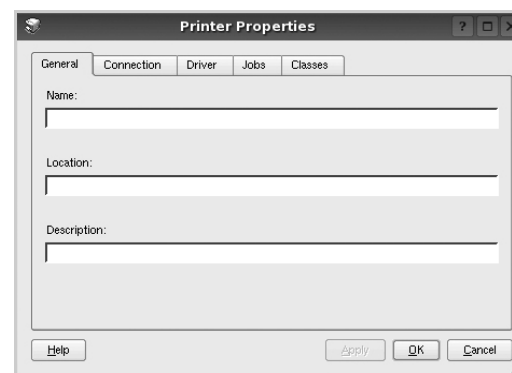 Printer Properties ?
General Connection Driver Jobs Classes
Name:
Location:
Description:
Help Apply OK Cancel